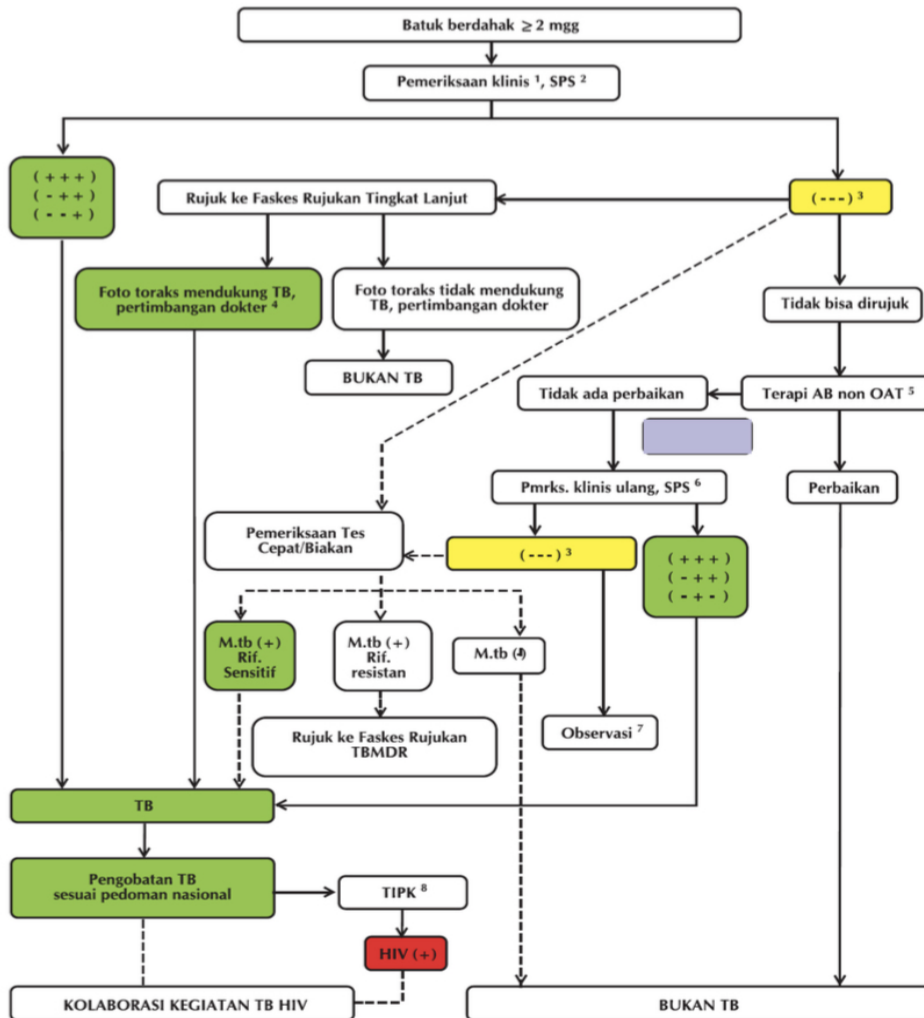 Batuk berdahak ≥ 2 mgg
Pemeriksaan klinis ¹, SPS ²
( + + + )
( - + + )
( - - + )
Rujuk ke Faskes Rujukan Tingkat Lanjut
( - - - ) ³
Foto toraks mendukung TB,
pertimbangan dokter ⁴
Foto toraks tidak mendukung
TB, pertimbangan dokter
Tidak bisa dirujuk
BUKAN TB
Tidak ada perbaikan
Terapi AB non OAT ⁵
Pmrks. klinis ulang, SPS ⁶
Perbaikan
Pemeriksaan Tes
Cepat/Biakan
( - - - ) ³
( + + + )
( - + + )
( - + - )
M.tb (+)
Rif.
Sensitif
M.tb (+)
Rif.
resistan
M.tb
Rujuk ke Faskes Rujukan
TBMDR
Observasi ⁷
TB
Pengobatan TB
sesuai pedoman nasional
TIPK ⁸
HIV (+)
KOLABORASI KEGIATAN TB HIV
BUKAN TB